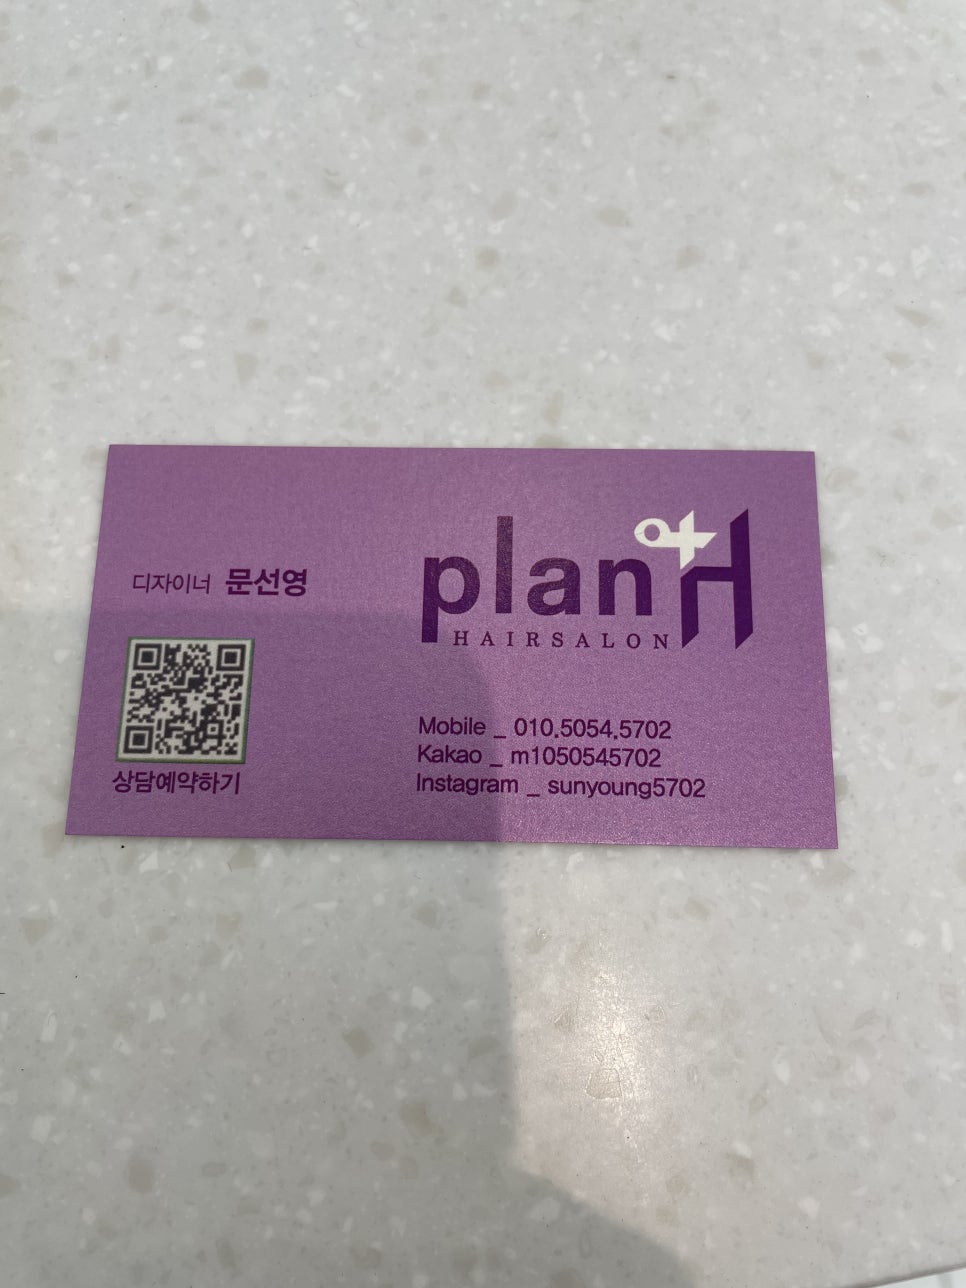 디자이너 문선영
상담예약하기
plan H
HAIRSALON
Mobile _ 010.5054.5702
Kakao _ m1050545702
Instagram _ sunyoung5702